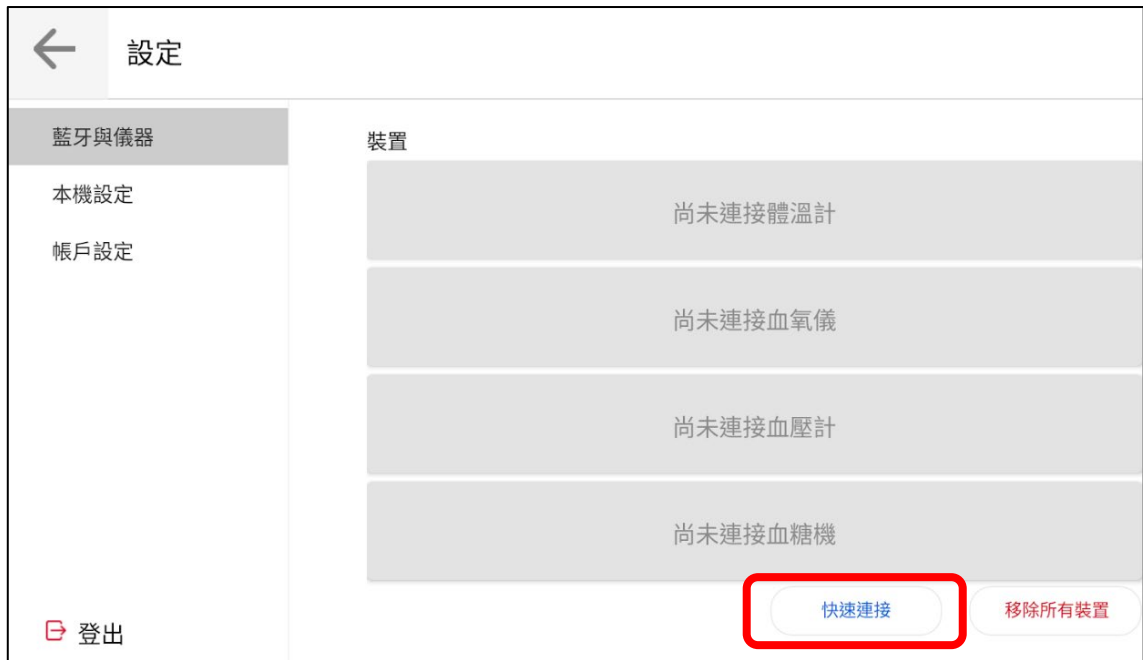 設定
藍牙與儀器
本機設定
帳戶設定
登出
裝置
尚未連接體溫計
尚未連接血氧儀
尚未連接血壓計
尚未連接血糖機
快速連接
移除所有裝置